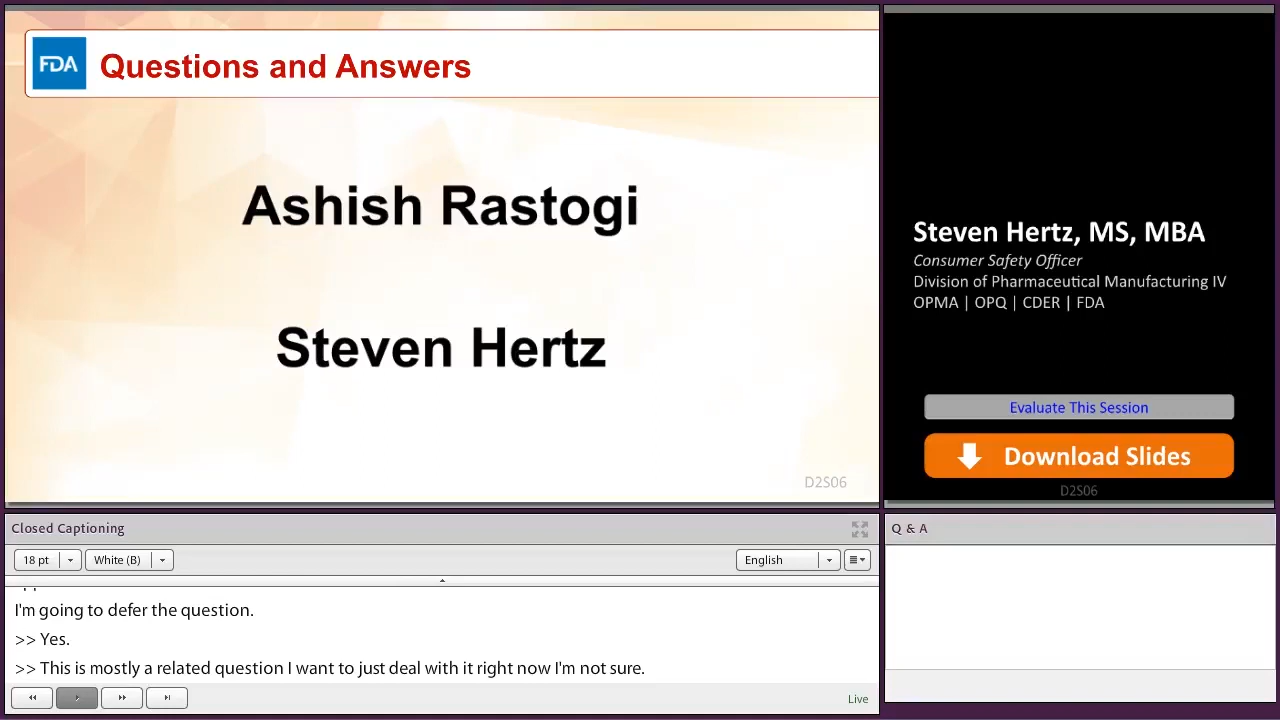 FDA
Questions and Answers
Ashish Rastogi
Steven Hertz
D2S06
Steven Hertz, MS, MBA
Consumer Safety Officer
Division of Pharmaceutical Manufacturing IV
OPMA | OPQ | CDER | FDA
Evaluate This Session
Download Slides
D2S06
Closed Captioning
18 pt
White (B)
English
I'm going to defer the question.
>> Yes.
>> This is mostly a related question I want to just deal with it right now I'm not sure.
Live
Q & A